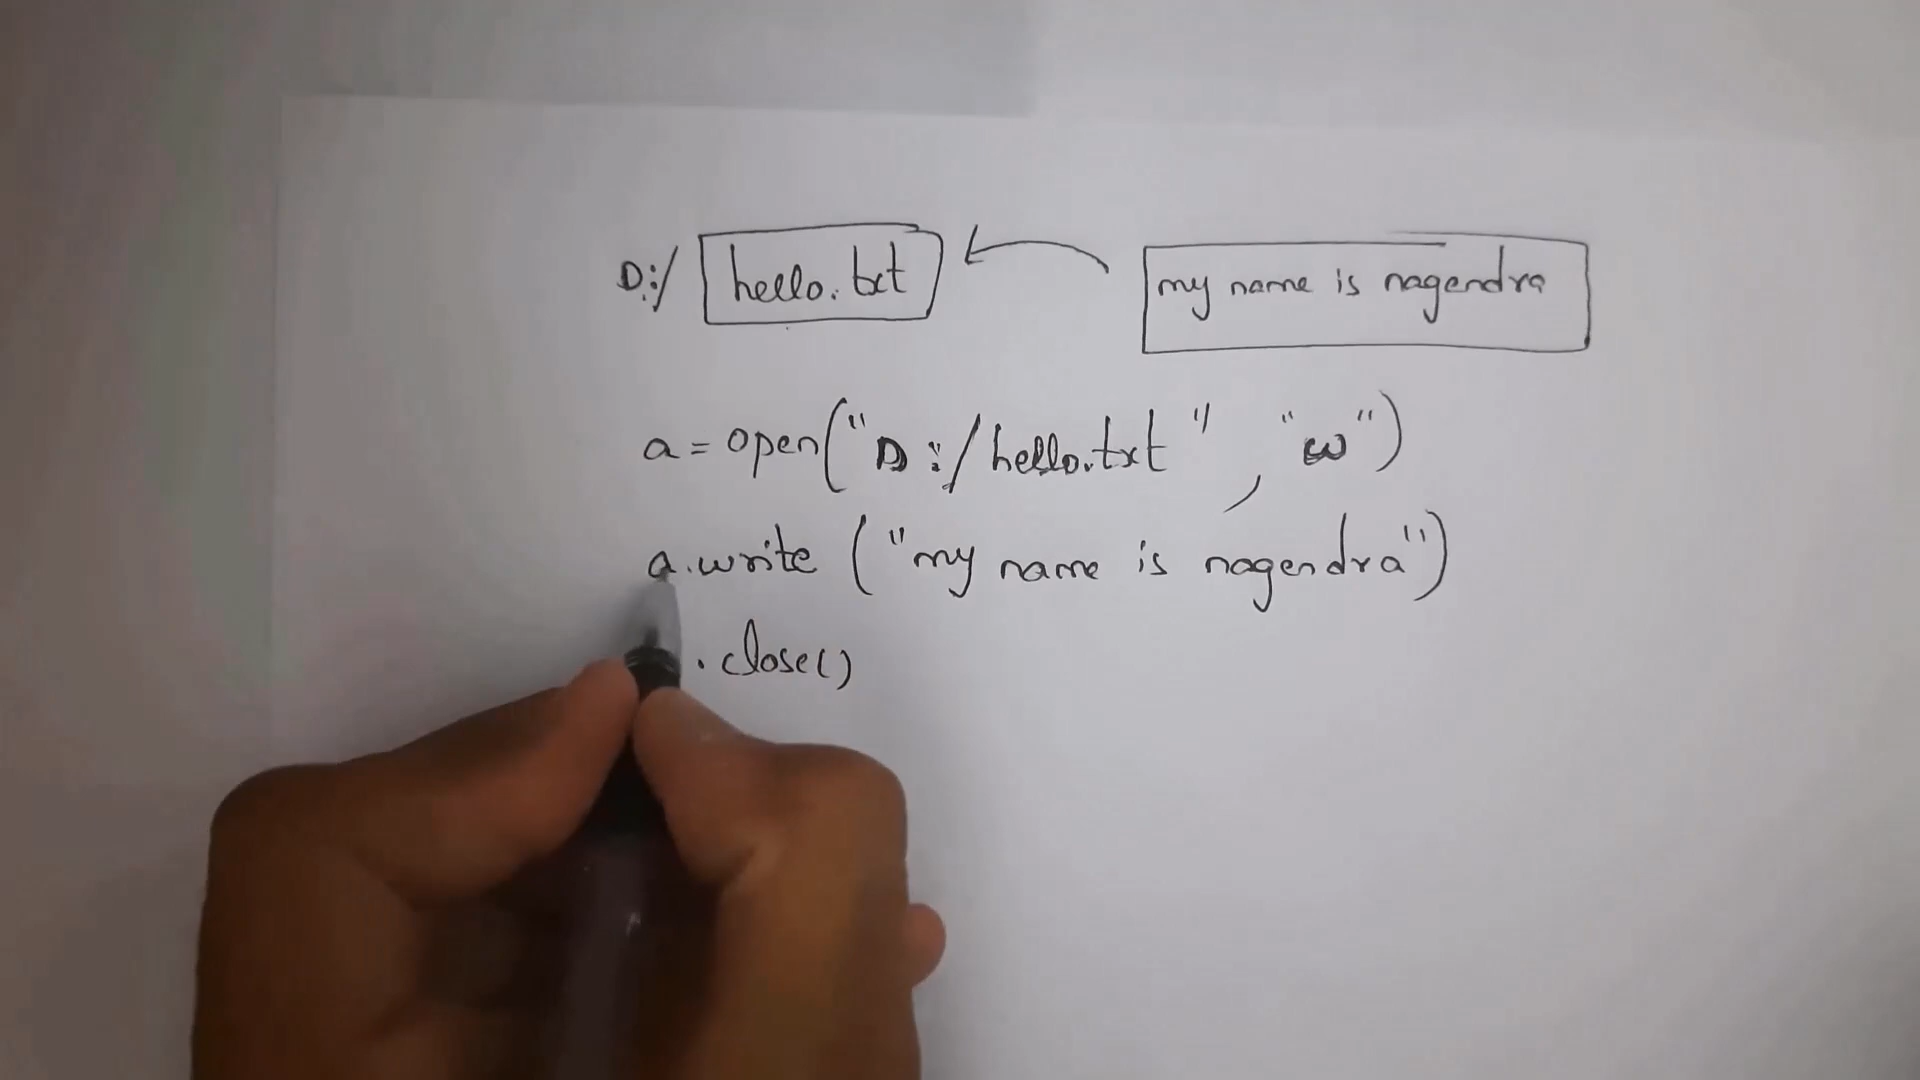 D:/ hello.txt my name is nagendra
a = open("D:/hello.txt", "w")
a.write ("my name is nagendra")
.close()